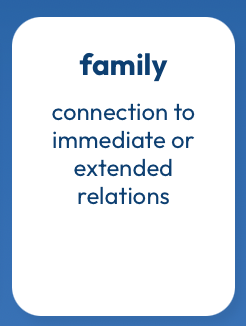 family
connection to
immediate or
extended
relations